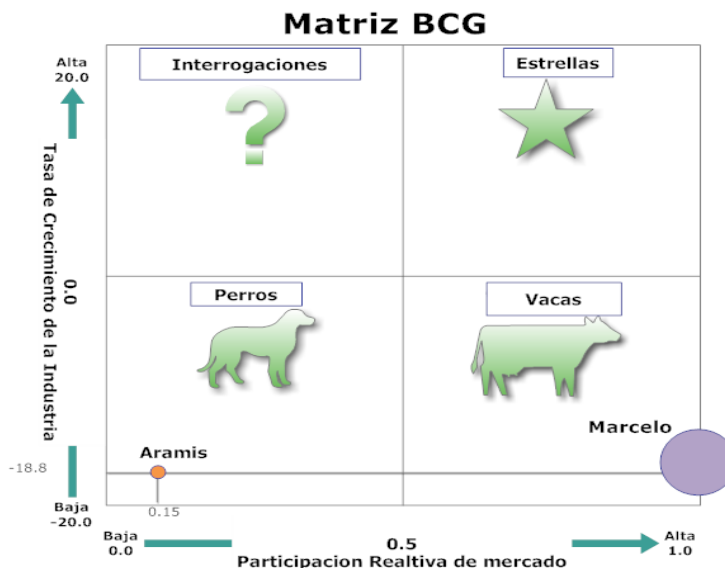 Matriz BCG
Alta
20.0
Interrogaciones
Estrellas
Tasa de Crecimiento de la Industria
0.0
Perros
Vacas
Marcelo
Aramis
-18.8
Baja
-20.0
0.15
Baja
0.0
0.5
Alta
1.0
Participacion Realtiva de mercado